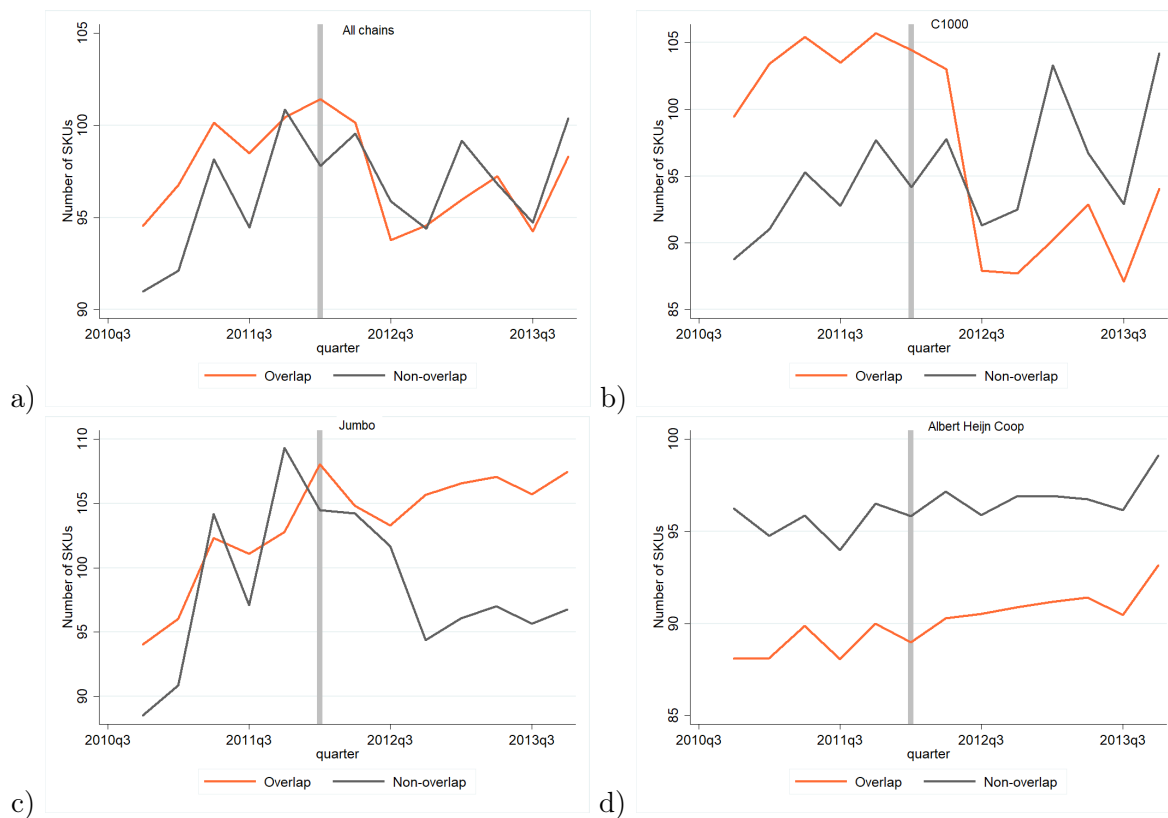 All chains
Number of SKUs
105
100
95
90
2010q3 2011q3 2012q3 2013q3
quarter
Overlap Non-overlap
a)
C1000
Number of SKUs
105
100
95
90
85
2010q3 2011q3 2012q3 2013q3
quarter
Overlap Non-overlap
b)
Jumbo
Number of SKUs
110
105
100
95
90
2010q3 2011q3 2012q3 2013q3
quarter
Overlap Non-overlap
c)
Albert Heijn Coop
Number of SKUs
100
95
90
85
2010q3 2011q3 2012q3 2013q3
quarter
Overlap Non-overlap
d)